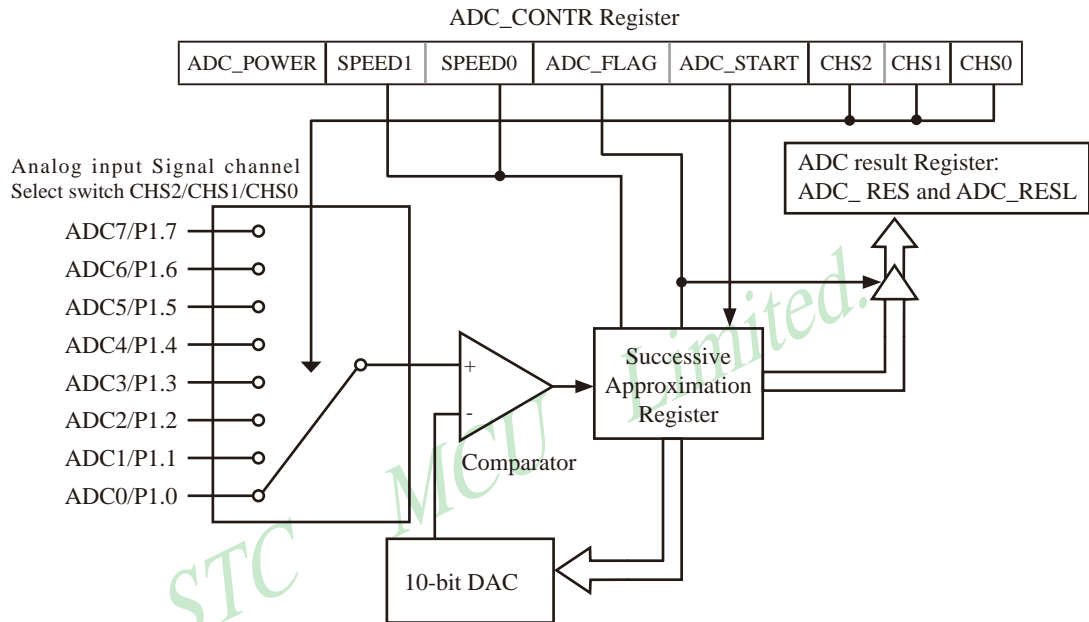 ADC_CONTR Register
ADC_POWER SPEED1 SPEED0 ADC_FLAG ADC_START CHS2 CHS1 CHS0
Analog input Signal channel
Select switch CHS2/CHS1/CHS0
ADC result Register:
ADC_ RES and ADC_RESL
ADC7/P1.7
ADC6/P1.6
ADC5/P1.5
ADC4/P1.4
ADC3/P1.3
ADC2/P1.2
ADC1/P1.1
ADC0/P1.0
+
-
Comparator
Successive
Approximation
Register
10-bit DAC
STC MCU Limited.